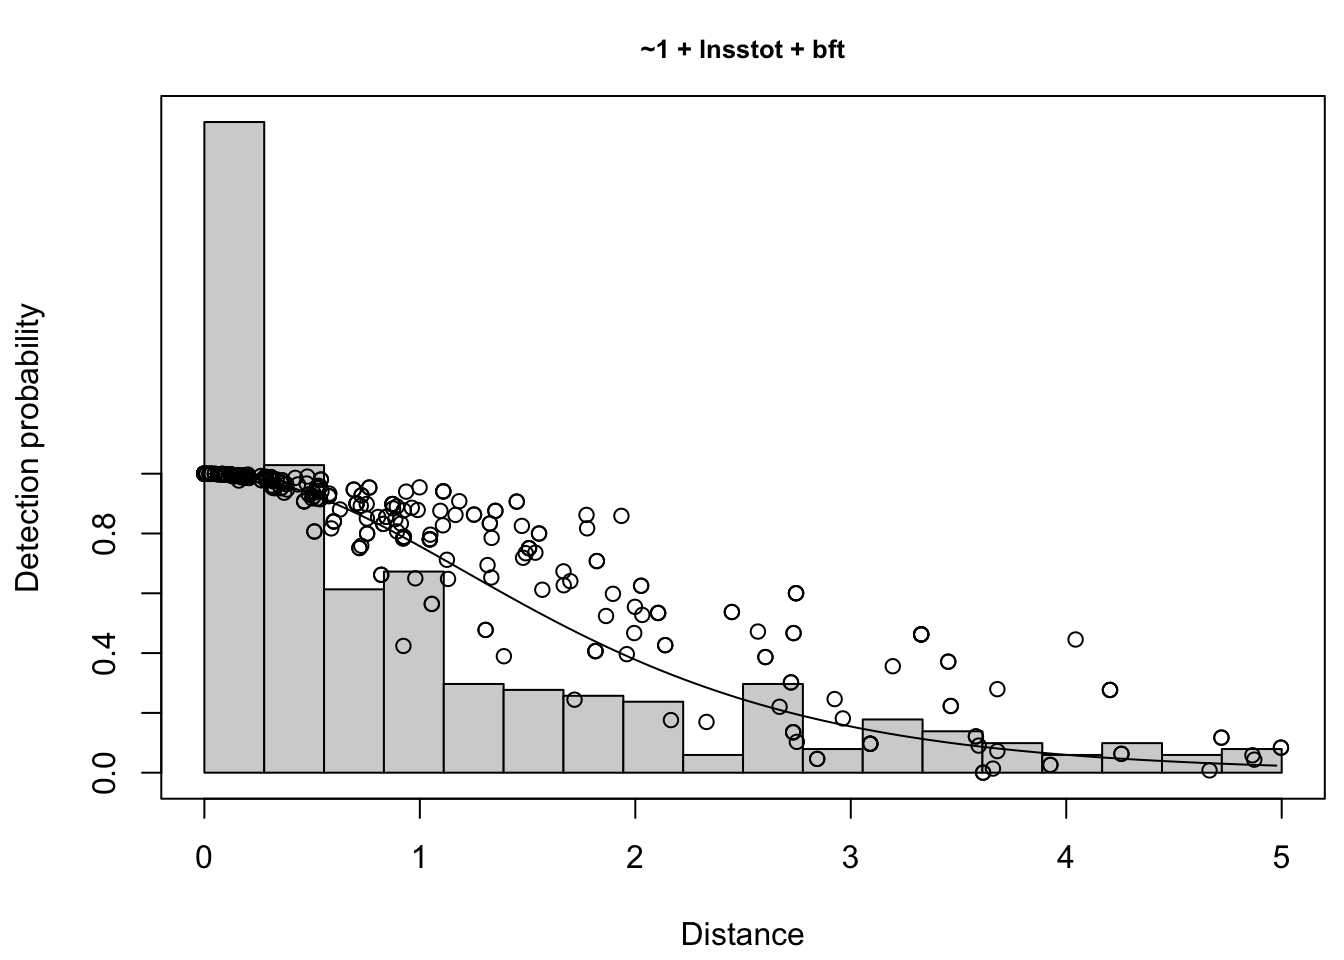 ~1 + lnsstot + bft
Detection probability
0.8
0.4
0.0
0 1 2 3 4 5
Distance